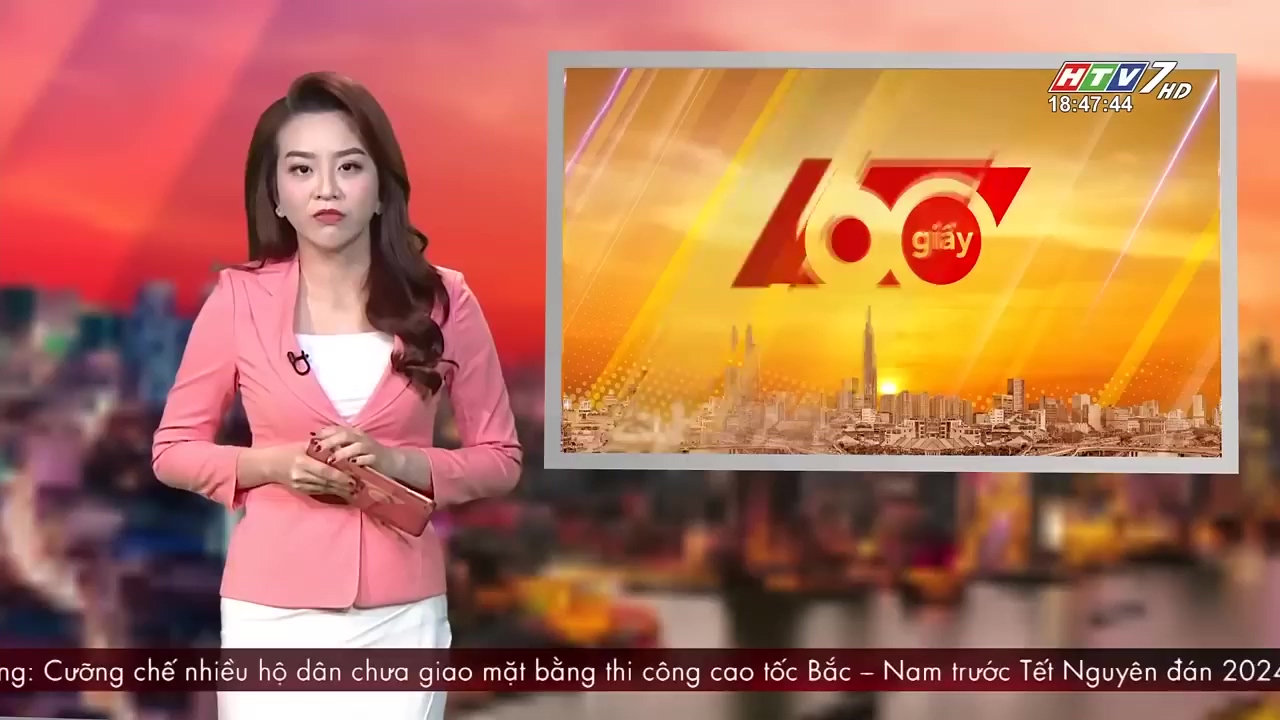 HTV7 HD
18:47:44
60 giây
ng: Cưỡng chế nhiều hộ dân chưa giao mặt bằng thi công cao tốc Bắc – Nam trước Tết Nguyên đán 2024